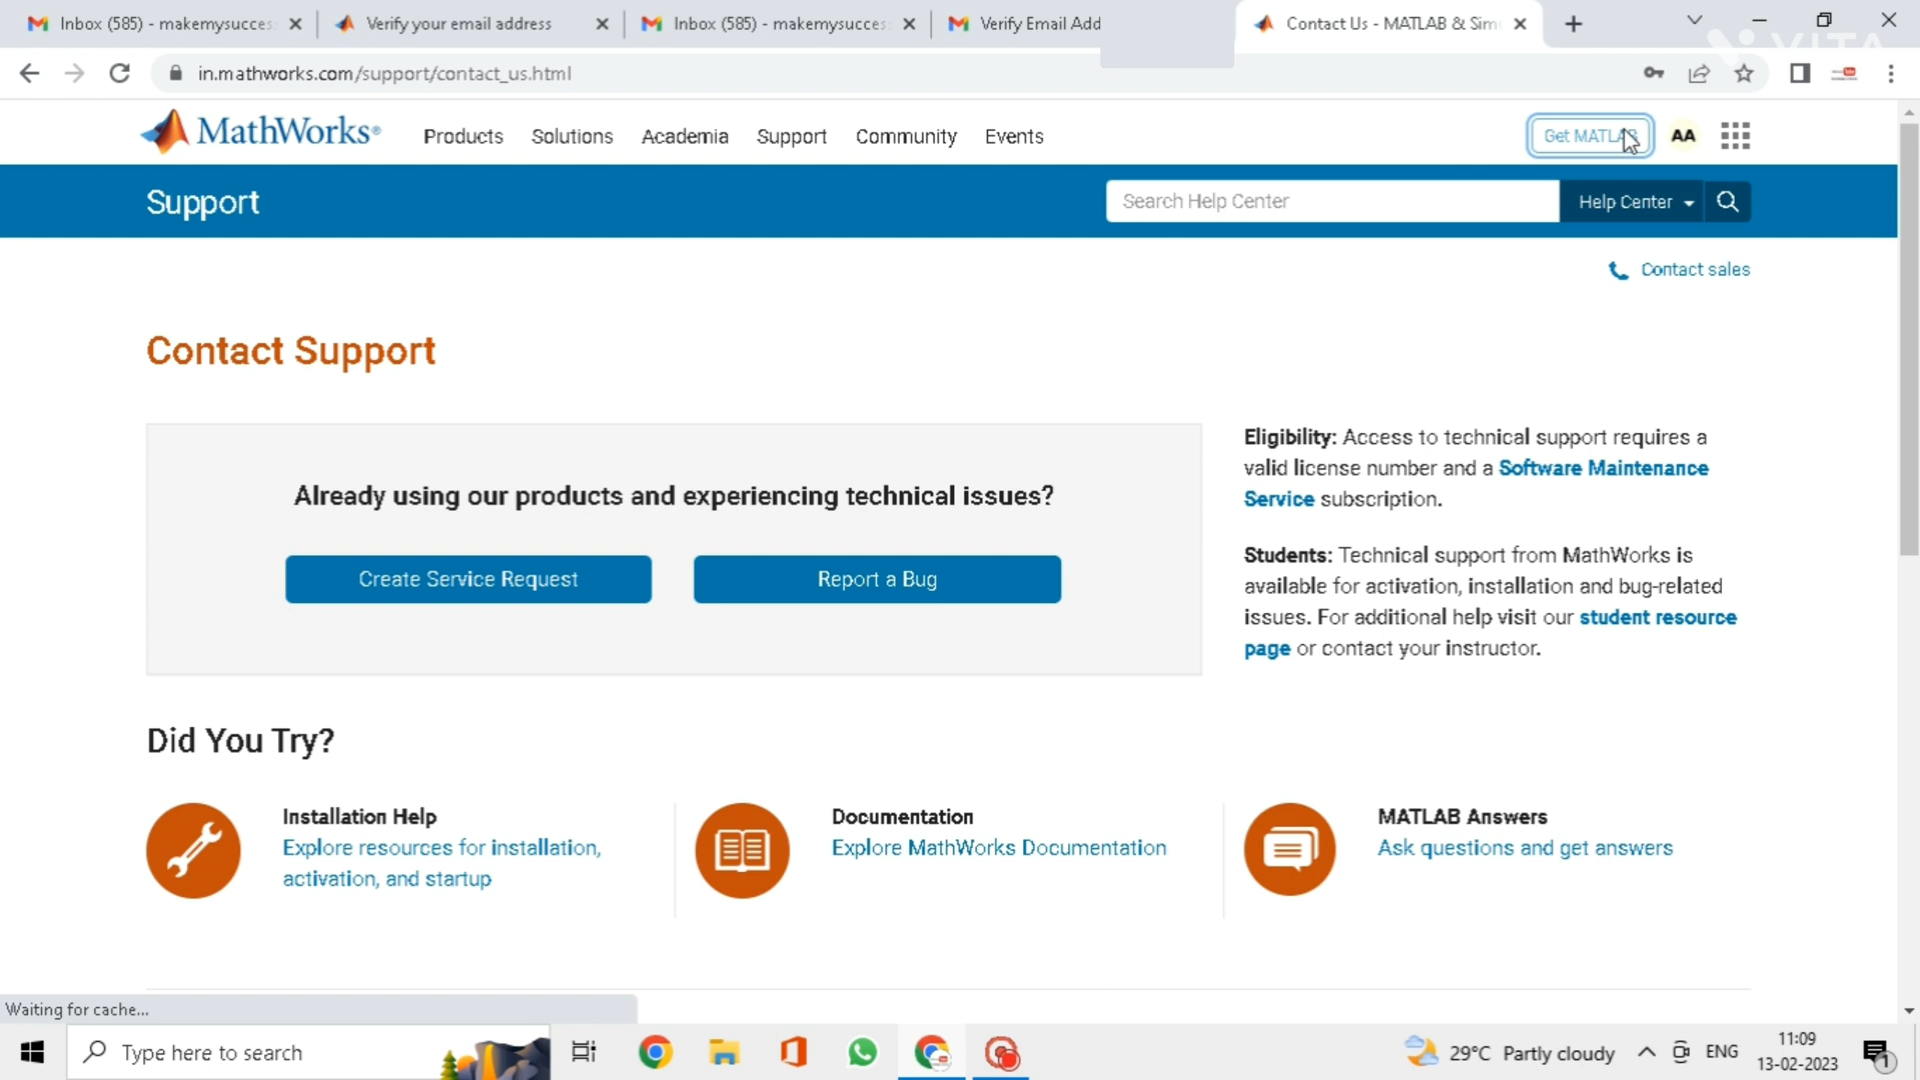 Inbox (585) - makemysucces
Verify your email address
Inbox (585) - makemysucces
Verify Email Add
Contact Us - MATLAB & Sim
VITA
in.mathworks.com/support/contact_us.html
MathWorks®
Products
Solutions
Academia
Support
Community
Events
Get MATLAB
AA
Support
Search Help Center
Help Center
Contact sales
Contact Support
Already using our products and experiencing technical issues?
Create Service Request
Report a Bug
Eligibility: Access to technical support requires a
valid license number and a Software Maintenance
Service subscription.
Students: Technical support from MathWorks is
available for activation, installation and bug-related
issues. For additional help visit our student resource
page or contact your instructor.
Did You Try?
Installation Help
Explore resources for installation,
activation, and startup
Documentation
Explore MathWorks Documentation
MATLAB Answers
Ask questions and get answers
Waiting for cache...
Type here to search
29°C Partly cloudy
ENG
11:09
13-02-2023
1